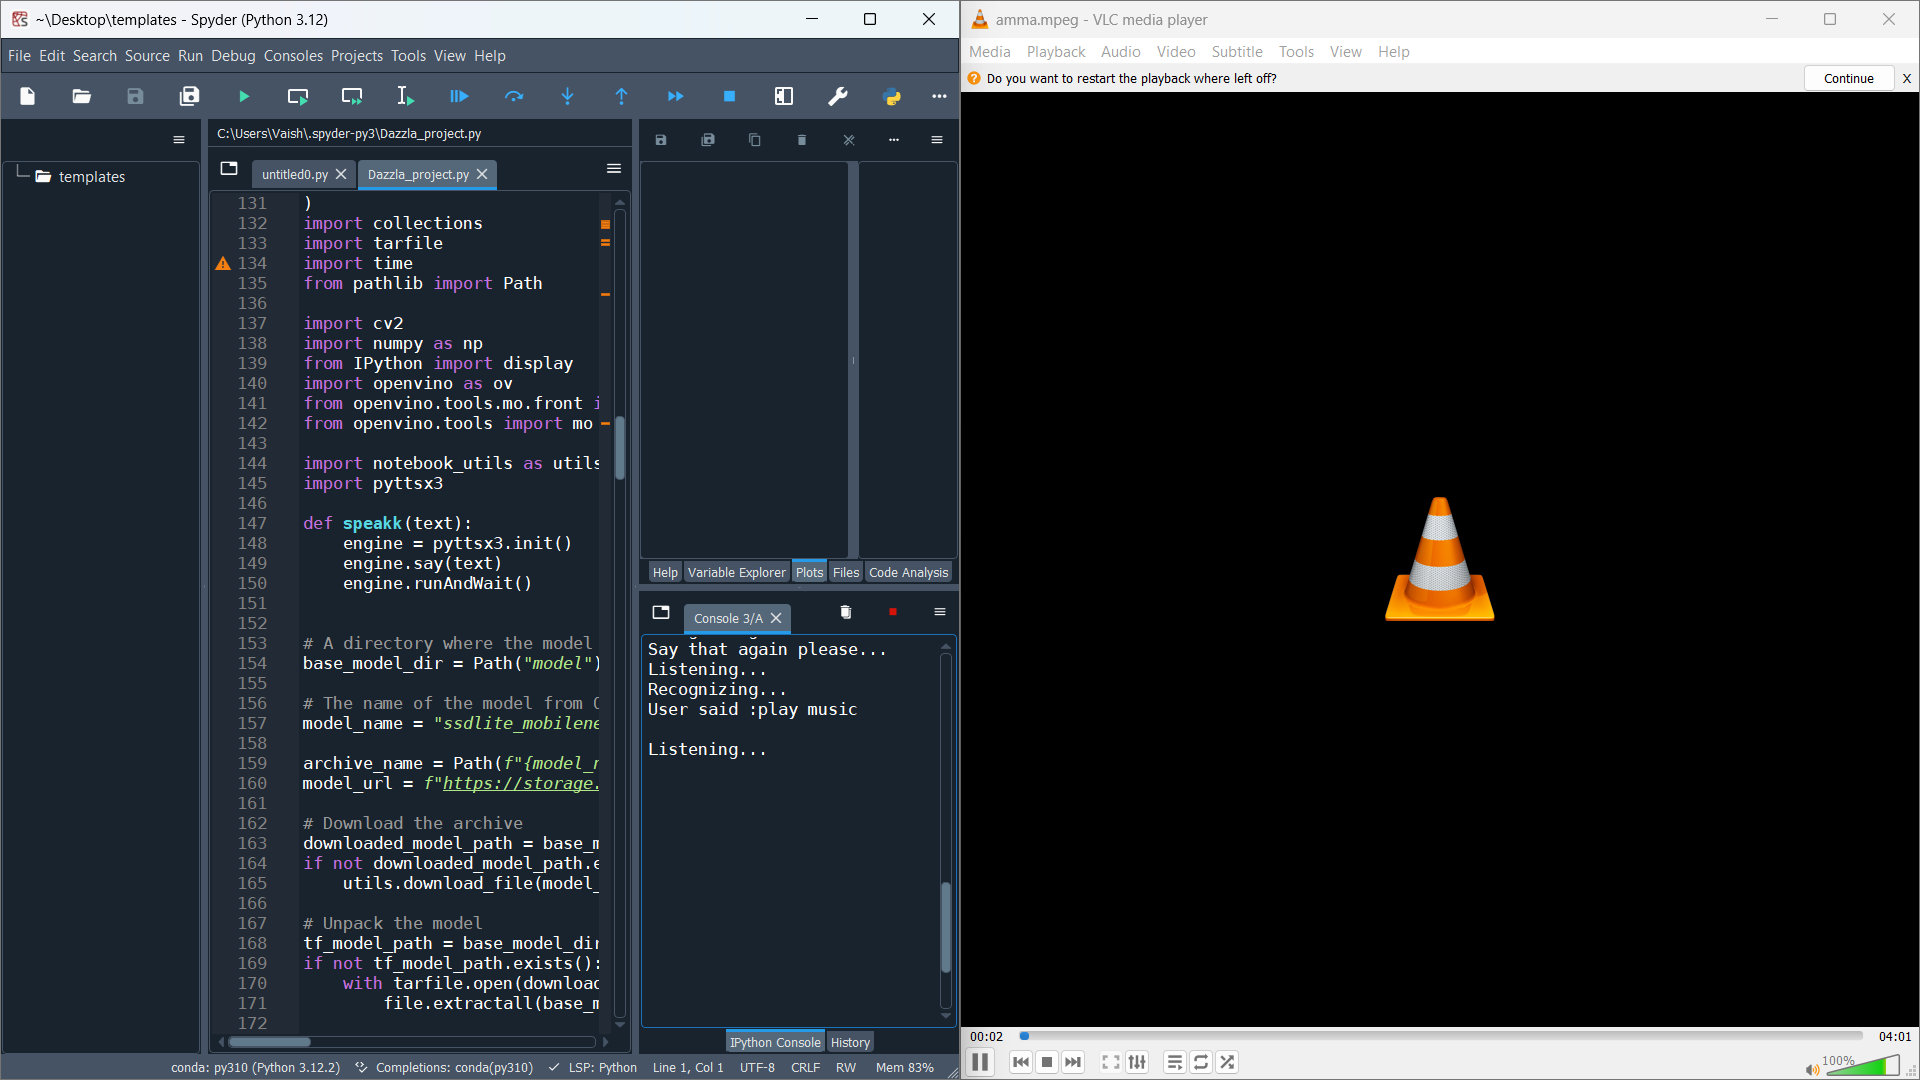 ~\Desktop\templates - Spyder (Python 3.12)
File Edit Search Source Run Debug Consoles Projects Tools View Help
templates
C:\Users\Vaish\.spyder-py3\Dazzla_project.py
untitled0.py
Dazzla_project.py
131 )
132 import collections
133 import tarfile
134 import time
135 from pathlib import Path
136
137 import cv2
138 import numpy as np
139 from IPython import display
140 import openvino as ov
141 from openvino.tools.mo.front i
142 from openvino.tools import mo
143
144 import notebook_utils as utils
145 import pyttsx3
146
147 def speakk(text):
148 engine = pyttsx3.init()
149 engine.say(text)
150 engine.runAndWait()
151
152
153 # A directory where the model
154 base_model_dir = Path("model")
155
156 # The name of the model from
157 model_name = "ssdlite_mobilene
158
159 archive_name = Path(f"{model_n
160 model_url = f"https://storage.
161
162 # Download the archive
163 downloaded_model_path = base_m
164 if not downloaded_model_path.e
165 utils.download_file(model_
166
167 # Unpack the model
168 tf_model_path = base_model_dir
169 if not tf_model_path.exists():
170 with tarfile.open(download
171 file.extractall(base_m
172
Help Variable Explorer Plots Files Code Analysis
Console 3/A
Say that again please...
Listening...
Recognizing...
User said :play music
Listening...
IPython Console History
conda: py310 (Python 3.12.2) Completions: conda(py310) LSP: Python Line 1, Col 1 UTF-8 CRLF RW Mem 83%
amma.mpeg - VLC media player
Media Playback Audio Video Subtitle Tools View Help
Do you want to restart the playback where left off?
Continue X
00:02 04:01
100%